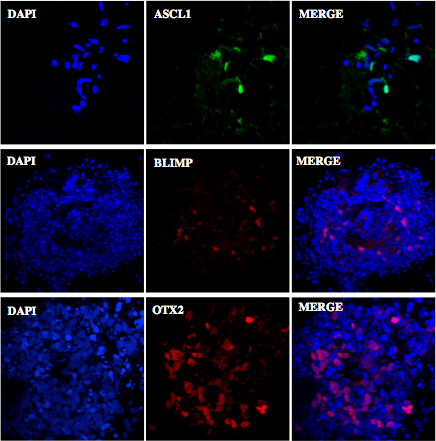 DAPI ASCL1 MERGE
DAPI BLIMP MERGE
DAPI OTX2 MERGE